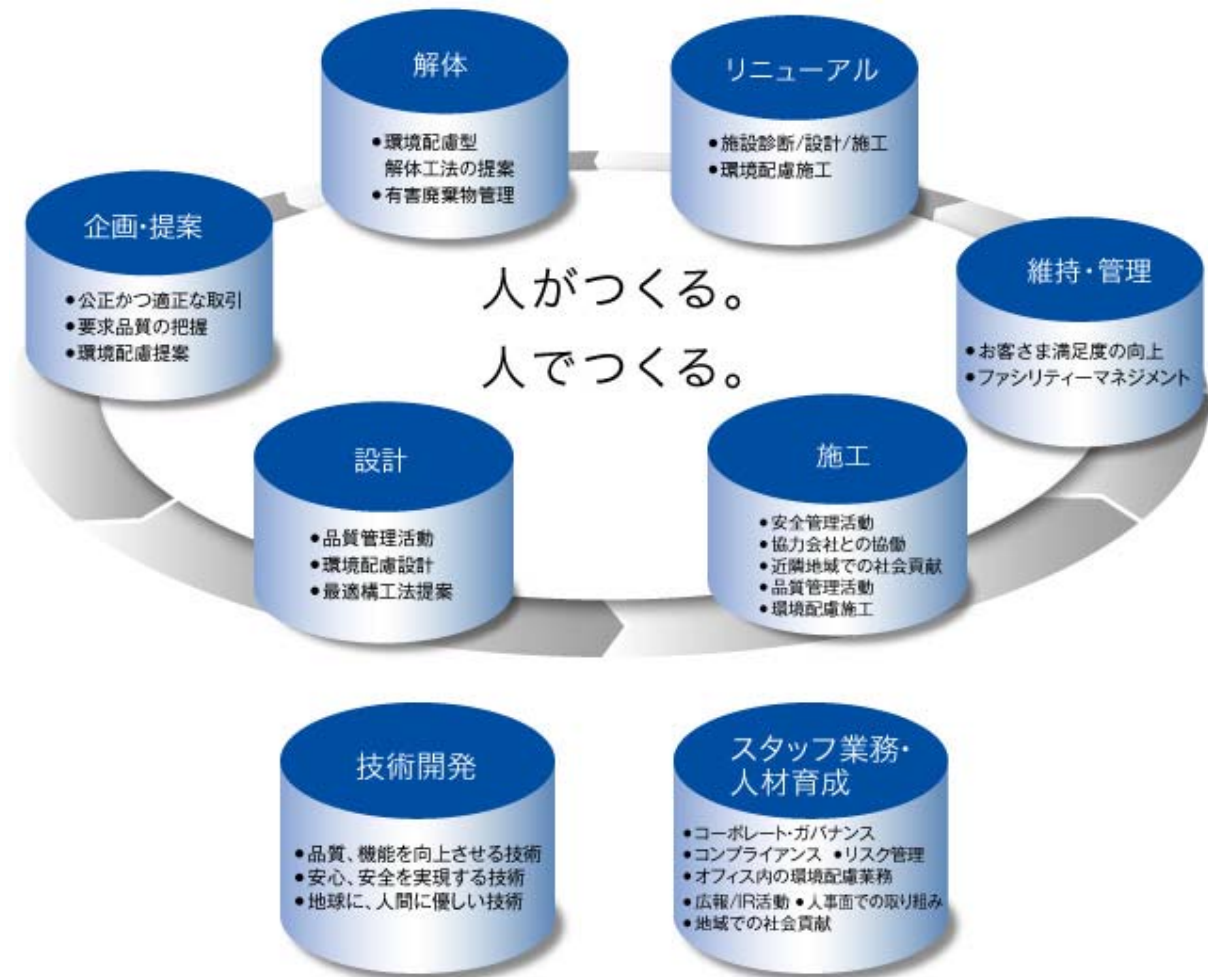 解体
●環境配慮型
解体工法の提案
●有害廃棄物管理
リニューアル
●施設診断/設計/施工
●環境配慮施工
企画・提案
●公正かつ適正な取引
●要求品質の把握
●環境配慮提案
維持・管理
●お客さま満足度の向上
●ファシリティーマネジメント
人がつくる。
人でつくる。
設計
●品質管理活動
●環境配慮設計
●最適構工法提案
施工
●安全管理活動
●協力会社との協働
●近隣地域での社会貢献
●品質管理活動
●環境配慮施工
技術開発
●品質、機能を向上させる技術
●安心、安全を実現する技術
●地球に、人間に優しい技術
スタッフ業務・
人材育成
●コーポレート・ガバナンス
●コンプライアンス ●リスク管理
●オフィス内の環境配慮業務
●広報/IR活動 ●人事面での取り組み
●地域での社会貢献